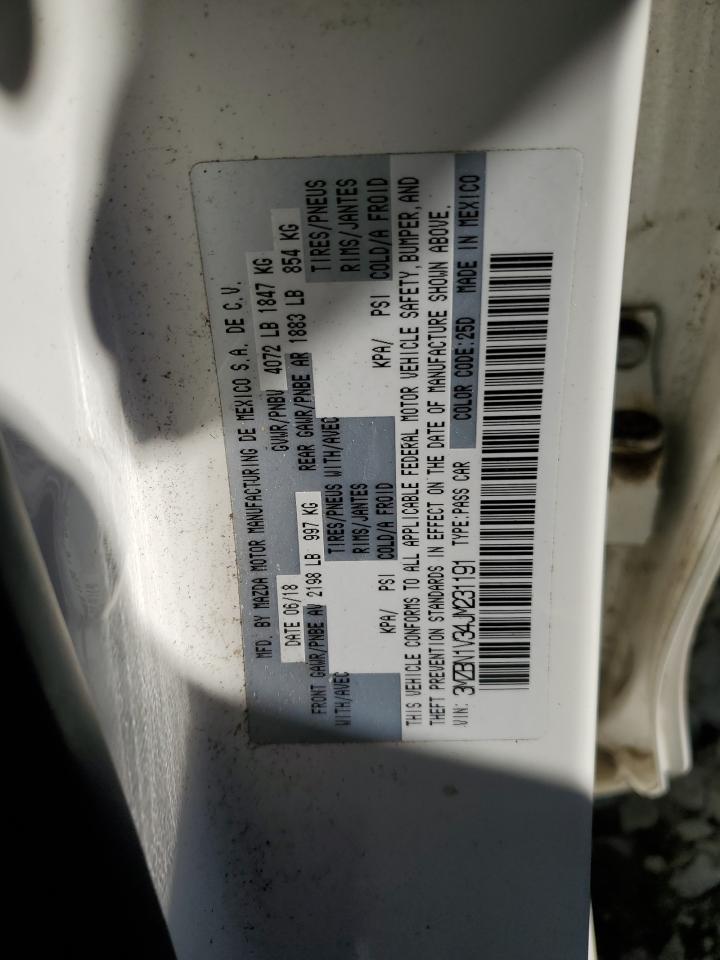 MFD. BY MAZDA MOTOR MANUFACTURING DE MEXICO S.A. DE C.V.
DATE 06/18 GVWR/PNBV 4072 LB 1847 KG
FRONT GAWR/PNBE AV 2198 LB 997 KG REAR GAWR/PNBE AR 1883 LB 854 KG
WITH/AVEC TIRES/PNEUS WITH/AVEC TIRES/PNEUS
RIMS/JANTES RIMS/JANTES
KPA/ PSI COLD/A FROID KPA/ PSI COLD/A FROID
THIS VEHICLE CONFORMS TO ALL APPLICABLE FEDERAL MOTOR VEHICLE SAFETY, BUMPER, AND
THEFT PREVENTION STANDARDS IN EFFECT ON THE DATE OF MANUFACTURE SHOWN ABOVE.
VIN: 3MZBN1V34JM231191 TYPE:PASS CAR COLOR CODE:25D MADE IN MEXICO